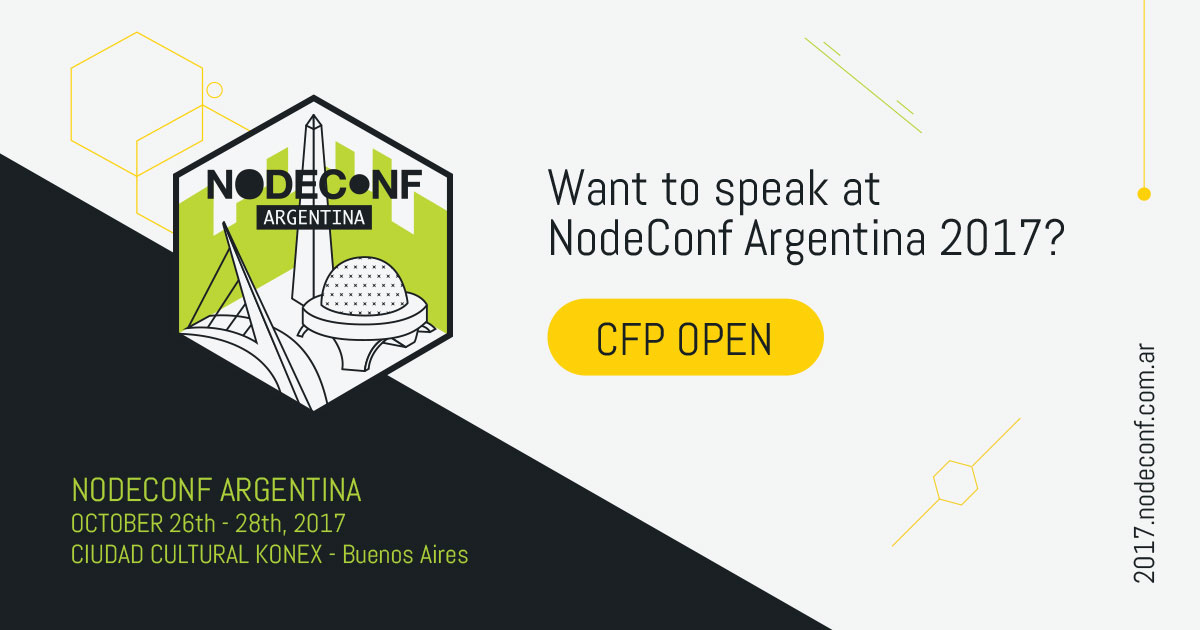 NODECONF
ARGENTINA
Want to speak at
NodeConf Argentina 2017?
CFP OPEN
NODECONF ARGENTINA
OCTOBER 26th - 28th, 2017
CIUDAD CULTURAL KONEX - Buenos Aires
2017.nodeconf.com.ar